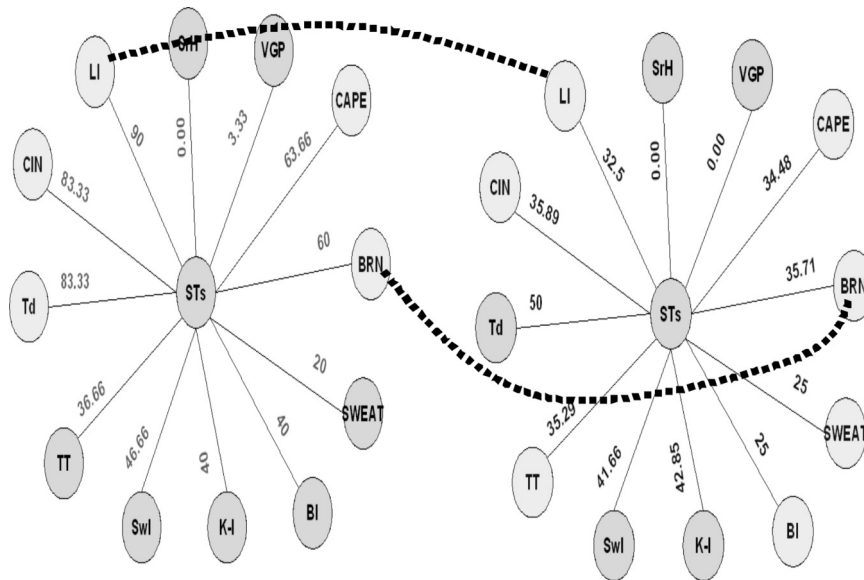 LI
SrH
VGP
CAPE
CIN
Td
STs
BRN
TT
SwI
K-I
BI
SWEAT
90
0.00
3.33
63.66
83.33
83.33
60
36.66
46.66
40
40
20
LI
SrH
VGP
CAPE
CIN
Td
STs
BRN
TT
SwI
K-I
BI
SWEAT
32.5
0.00
0.00
34.48
35.89
50
35.71
35.29
41.66
42.85
25
25